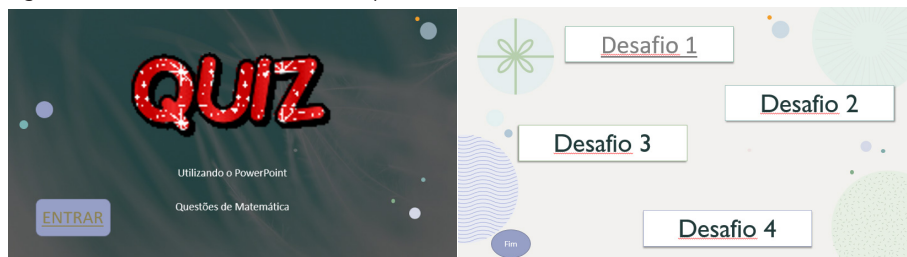 QUIZ
Utilizando o PowerPoint
Questões de Matemática
ENTRAR
Desafio 1
Desafio 2
Desafio 3
Desafio 4
Fim